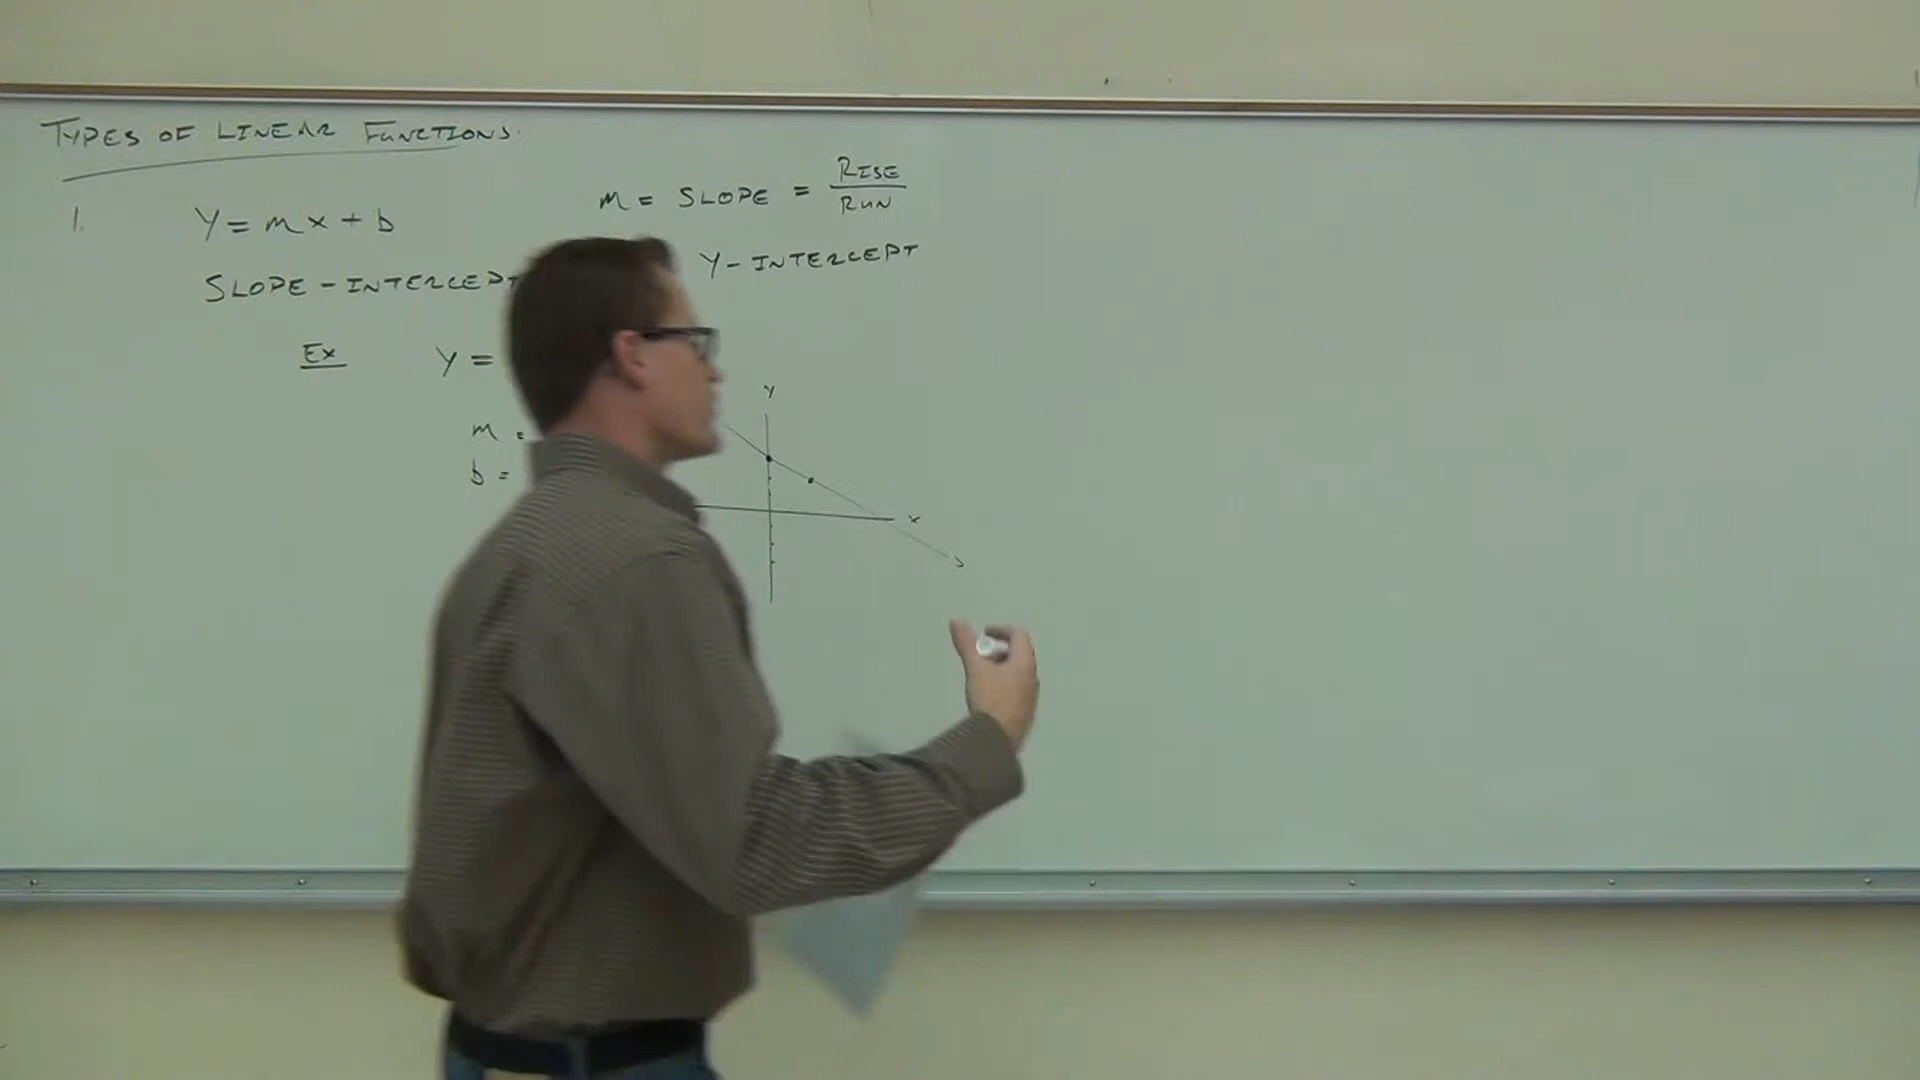 TYPES OF LINEAR FUNCTIONS
m = SLOPE = RISE
RUN
1. Y = mx + b
Y-INTERCEPT
SLOPE-INTERCEPT
Ex Y =
Y
m =
b =
x